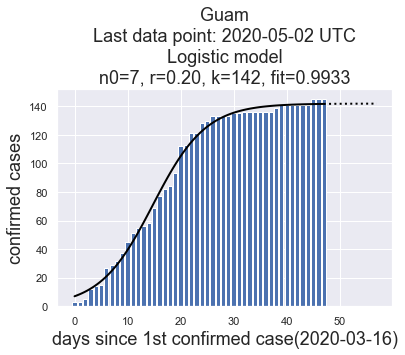 Guam
Last data point: 2020-05-02 UTC
Logistic model
n0=7, r=0.20, k=142, fit=0.9933
confirmed cases
140
120
100
80
60
40
20
0
0 10 20 30 40 50
days since 1st confirmed case(2020-03-16)